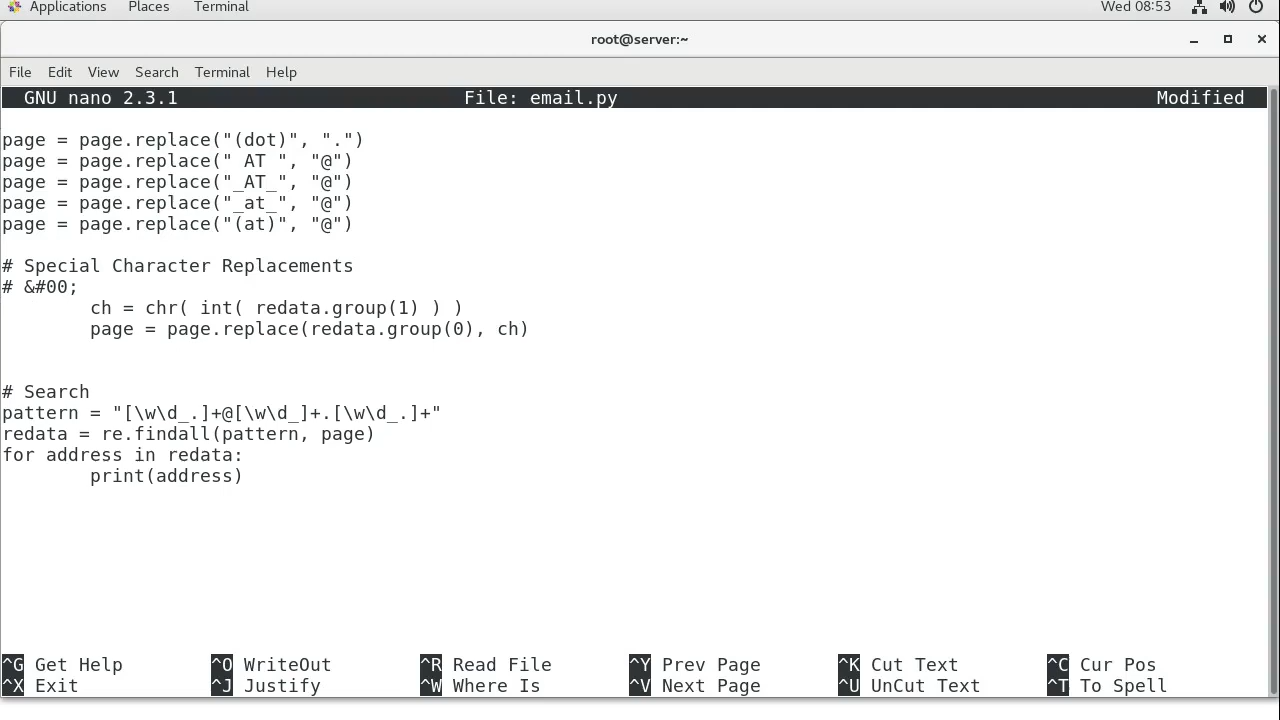 Applications Places Terminal Wed 08:53
root@server:~
File Edit View Search Terminal Help
GNU nano 2.3.1 File: email.py Modified
page = page.replace("(dot)", ".")
page = page.replace(" AT ", "@")
page = page.replace("_AT_", "@")
page = page.replace("_at_", "@")
page = page.replace("(at)", "@")
# Special Character Replacements
# &#00;
        ch = chr( int( redata.group(1) ) )
        page = page.replace(redata.group(0), ch)
# Search
pattern = "[\w\d_.]+@[\w\d_]+.[\w\d_.]+"
redata = re.findall(pattern, page)
for address in redata:
        print(address)
^G Get Help ^O WriteOut ^R Read File ^Y Prev Page ^K Cut Text ^C Cur Pos
^X Exit ^J Justify ^W Where Is ^V Next Page ^U UnCut Text ^T To Spell